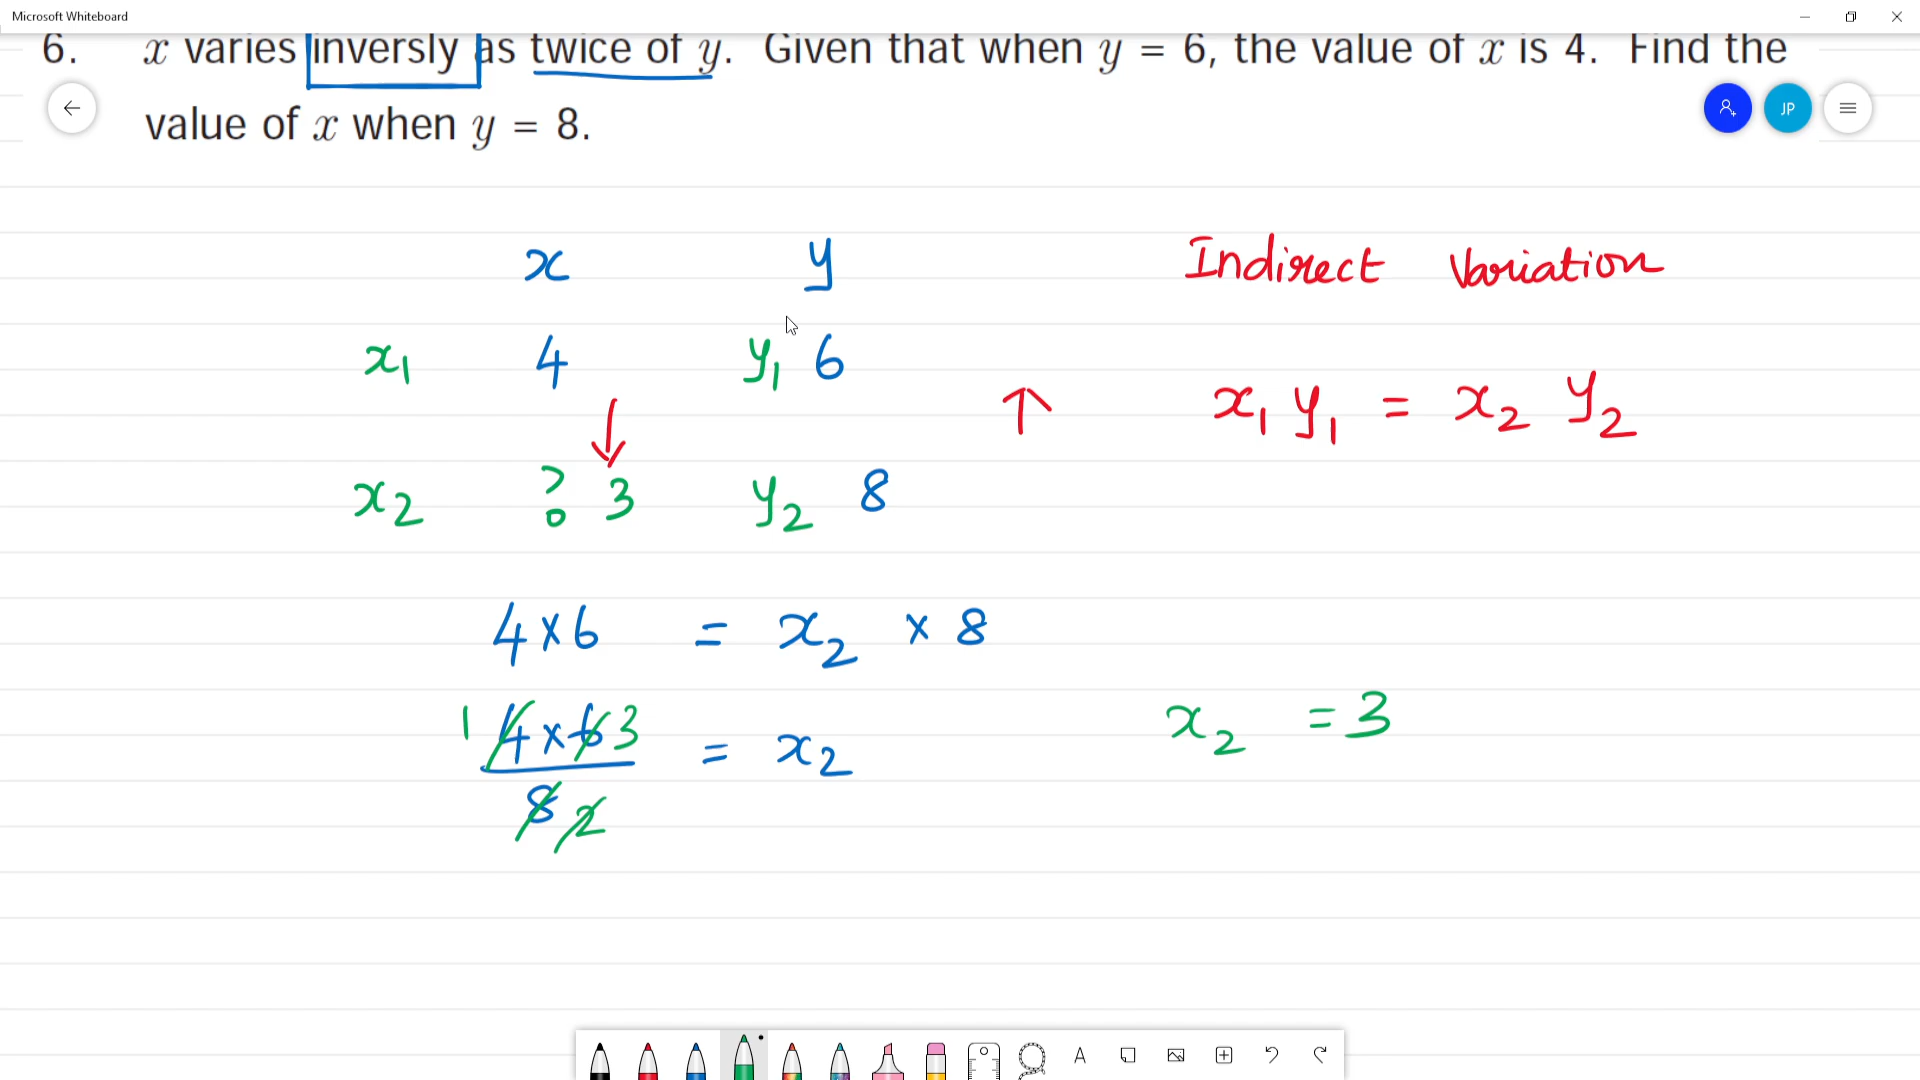 Microsoft Whiteboard
6. x varies inversly as twice of y. Given that when y = 6, the value of x is 4. Find the
value of x when y = 8.
JP
x y Indirect Variation
x₁ 4 y₁ 6
↓ ↑ x₁ y₁ = x₂ y₂
x₂ ? 3 y₂ 8
4 × 6 = x₂ × 8
1 4 × 6 3 = x₂ x₂ = 3
8 2
A